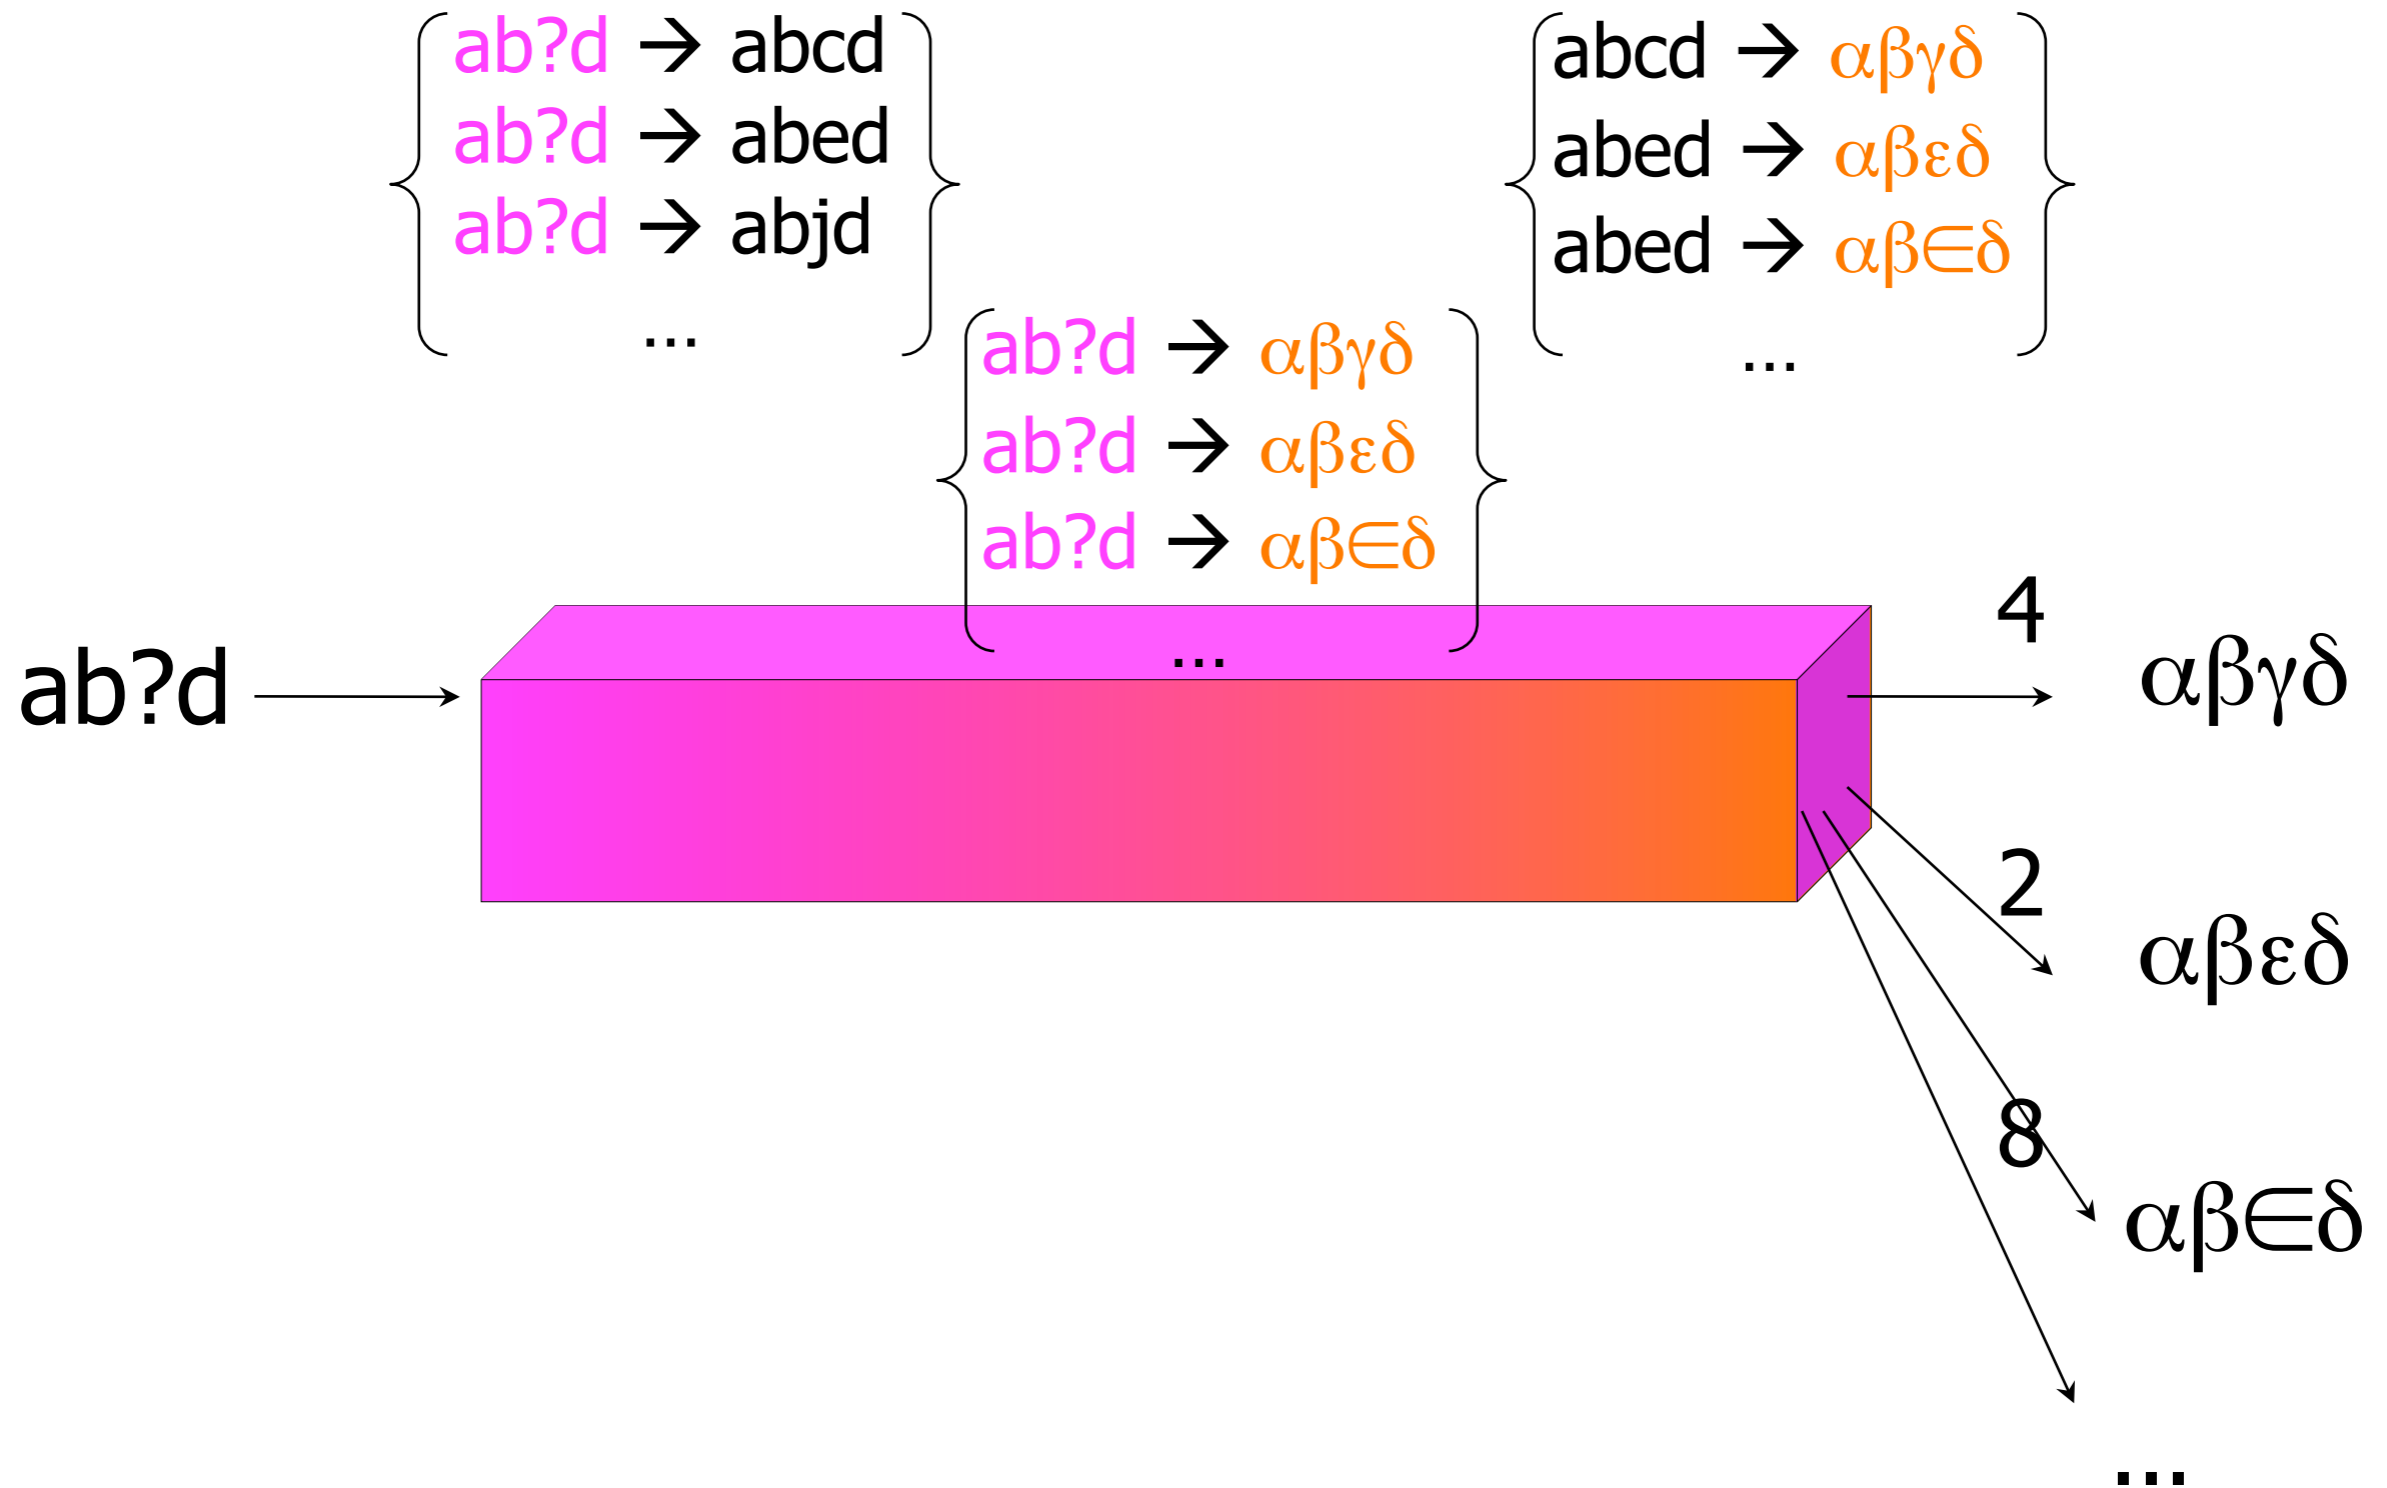 ab?d → abcd
ab?d → abed
ab?d → abjd
...
abcd → αβγδ
abed → αβεδ
abed → αβ∈δ
...
ab?d → αβγδ
ab?d → αβεδ
ab?d → αβ∈δ
...
ab?d
4
αβγδ
2
αβεδ
8
αβ∈δ
...